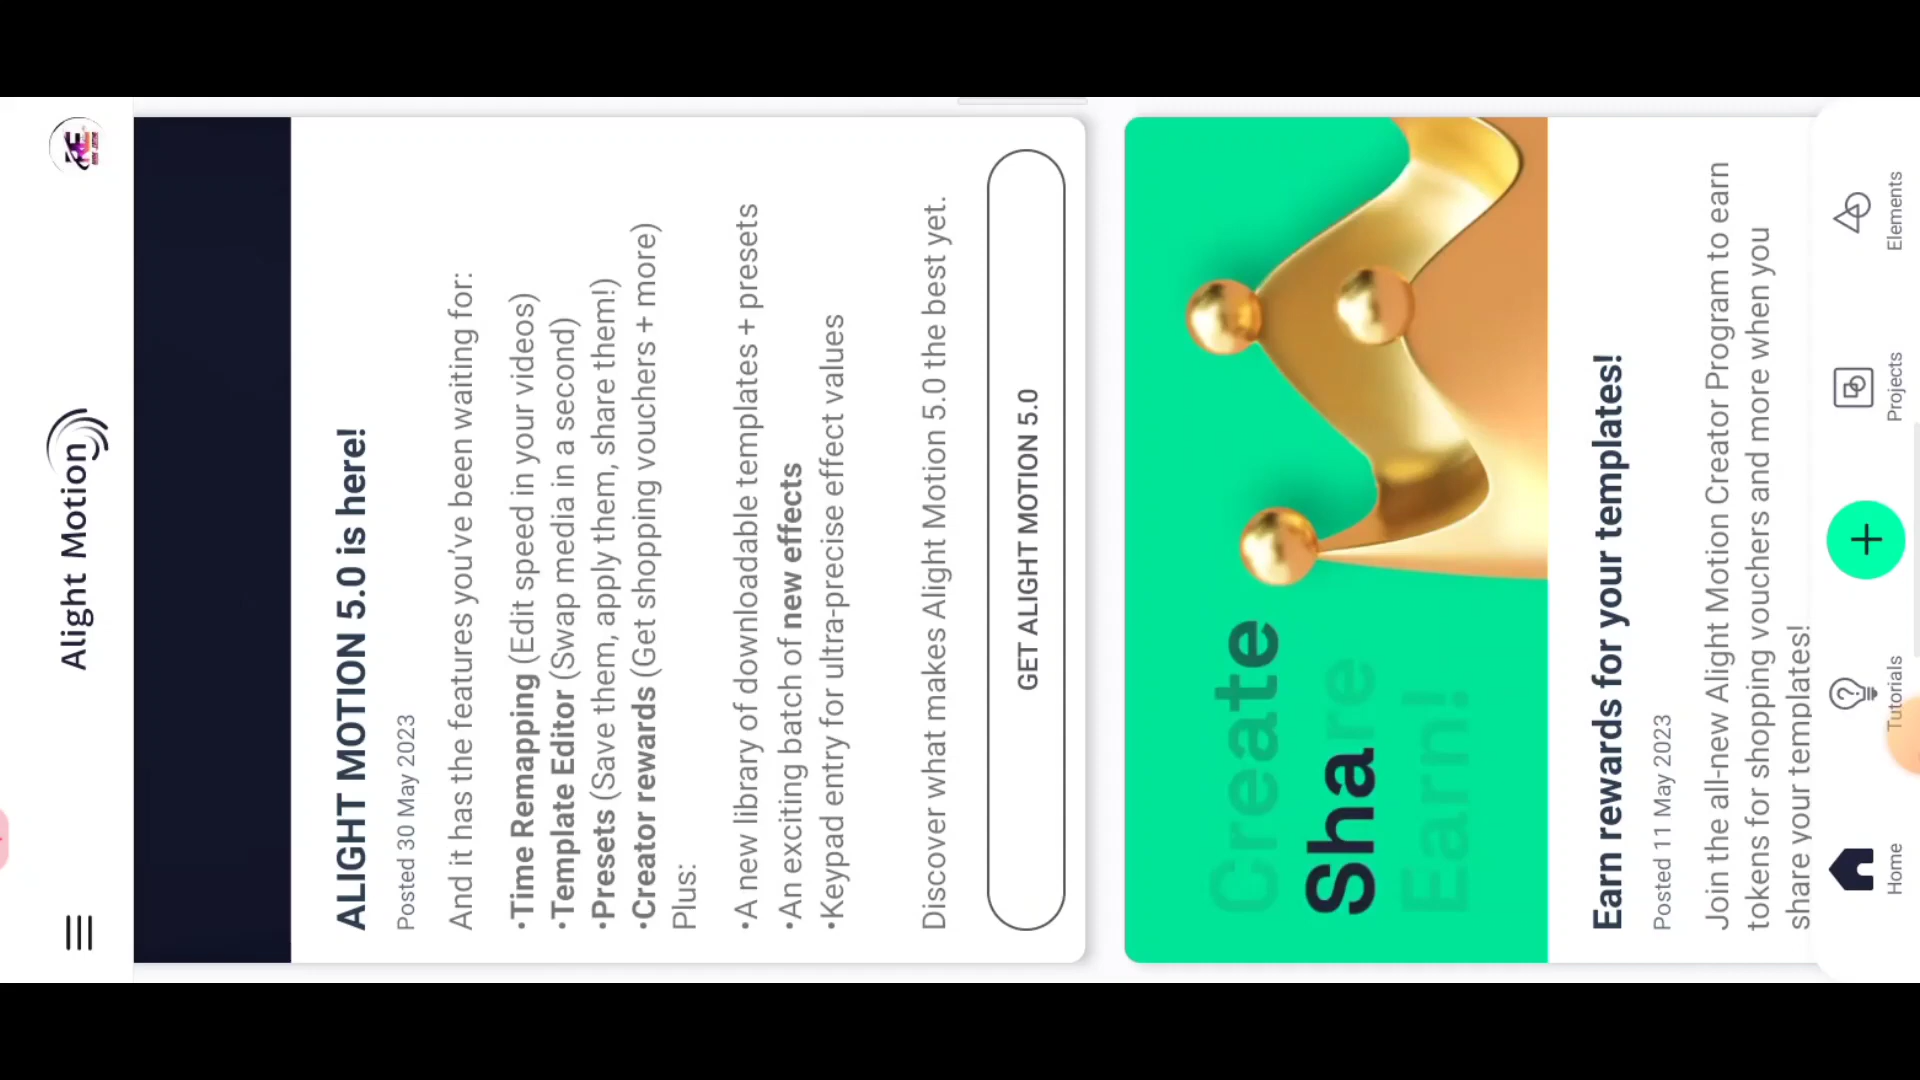 Alight Motion
ALIGHT MOTION 5.0 is here!
Posted 30 May 2023
And it has the features you've been waiting for:
•Time Remapping (Edit speed in your videos)
•Template Editor (Swap media in a second)
•Presets (Save them, apply them, share them!)
•Creator rewards (Get shopping vouchers + more)
Plus:
•A new library of downloadable templates + presets
•An exciting batch of new effects
•Keypad entry for ultra-precise effect values
Discover what makes Alight Motion 5.0 the best yet.
GET ALIGHT MOTION 5.0
Create
Share
Earn!
Earn rewards for your templates!
Posted 11 May 2023
Join the all-new Alight Motion Creator Program to earn
tokens for shopping vouchers and more when you
share your templates!
Home
Tutorials
Projects
Elements